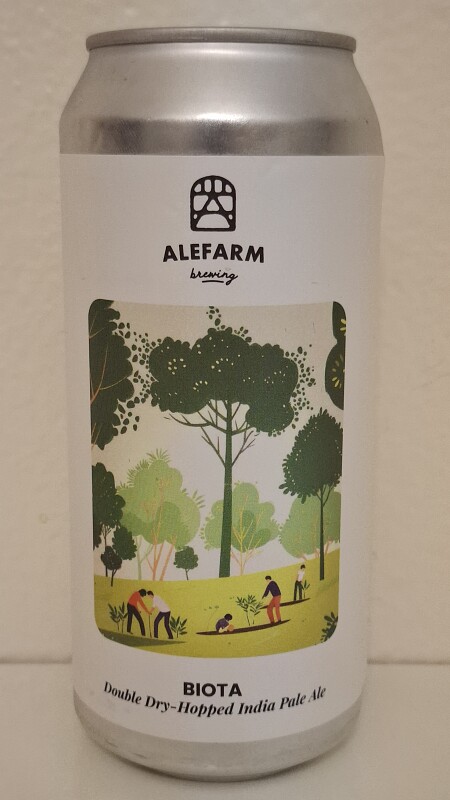 ALEFARM
brewing
BIOTA
Double Dry-Hopped India Pale Ale